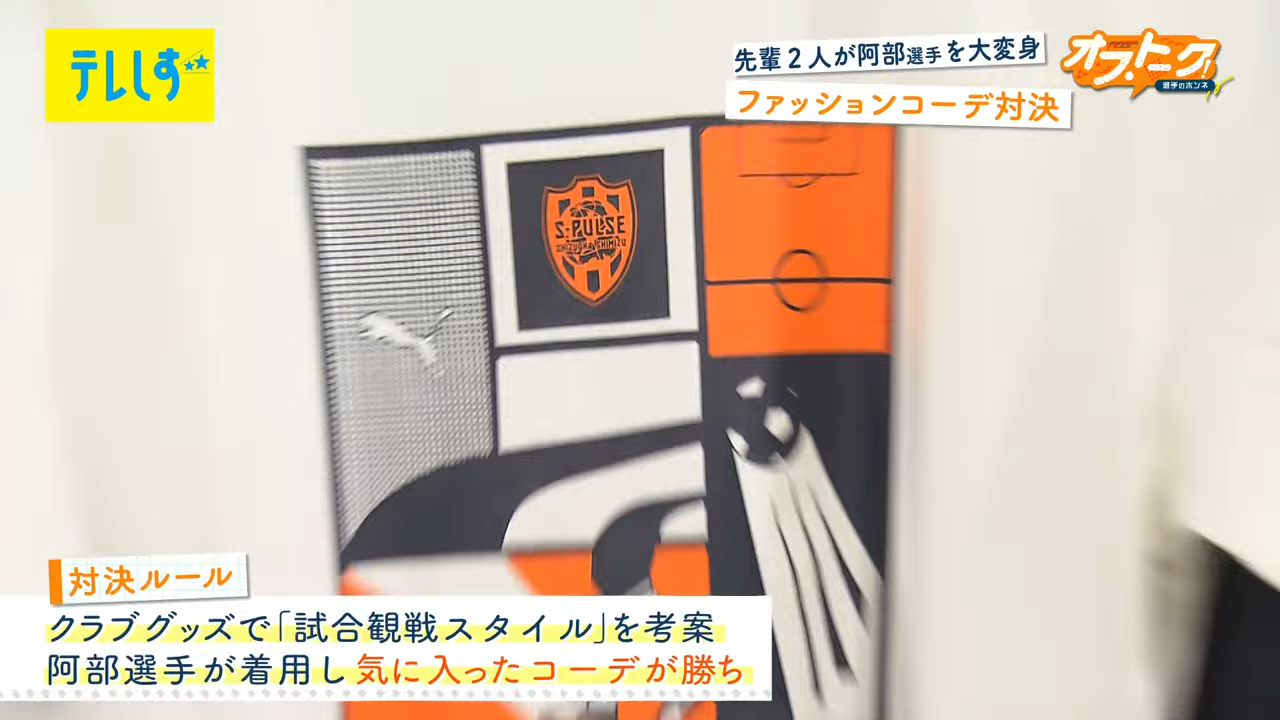 テレしず
先輩2人が阿部選手を大変身
ファッションコーデ対決
オフ・トーク!
選手のホンネ
S-PULSE
SHIZUOKA SHIMIZU
対決ルール
クラブグッズで「試合観戦スタイル」を考案
阿部選手が着用し気に入ったコーデが勝ち